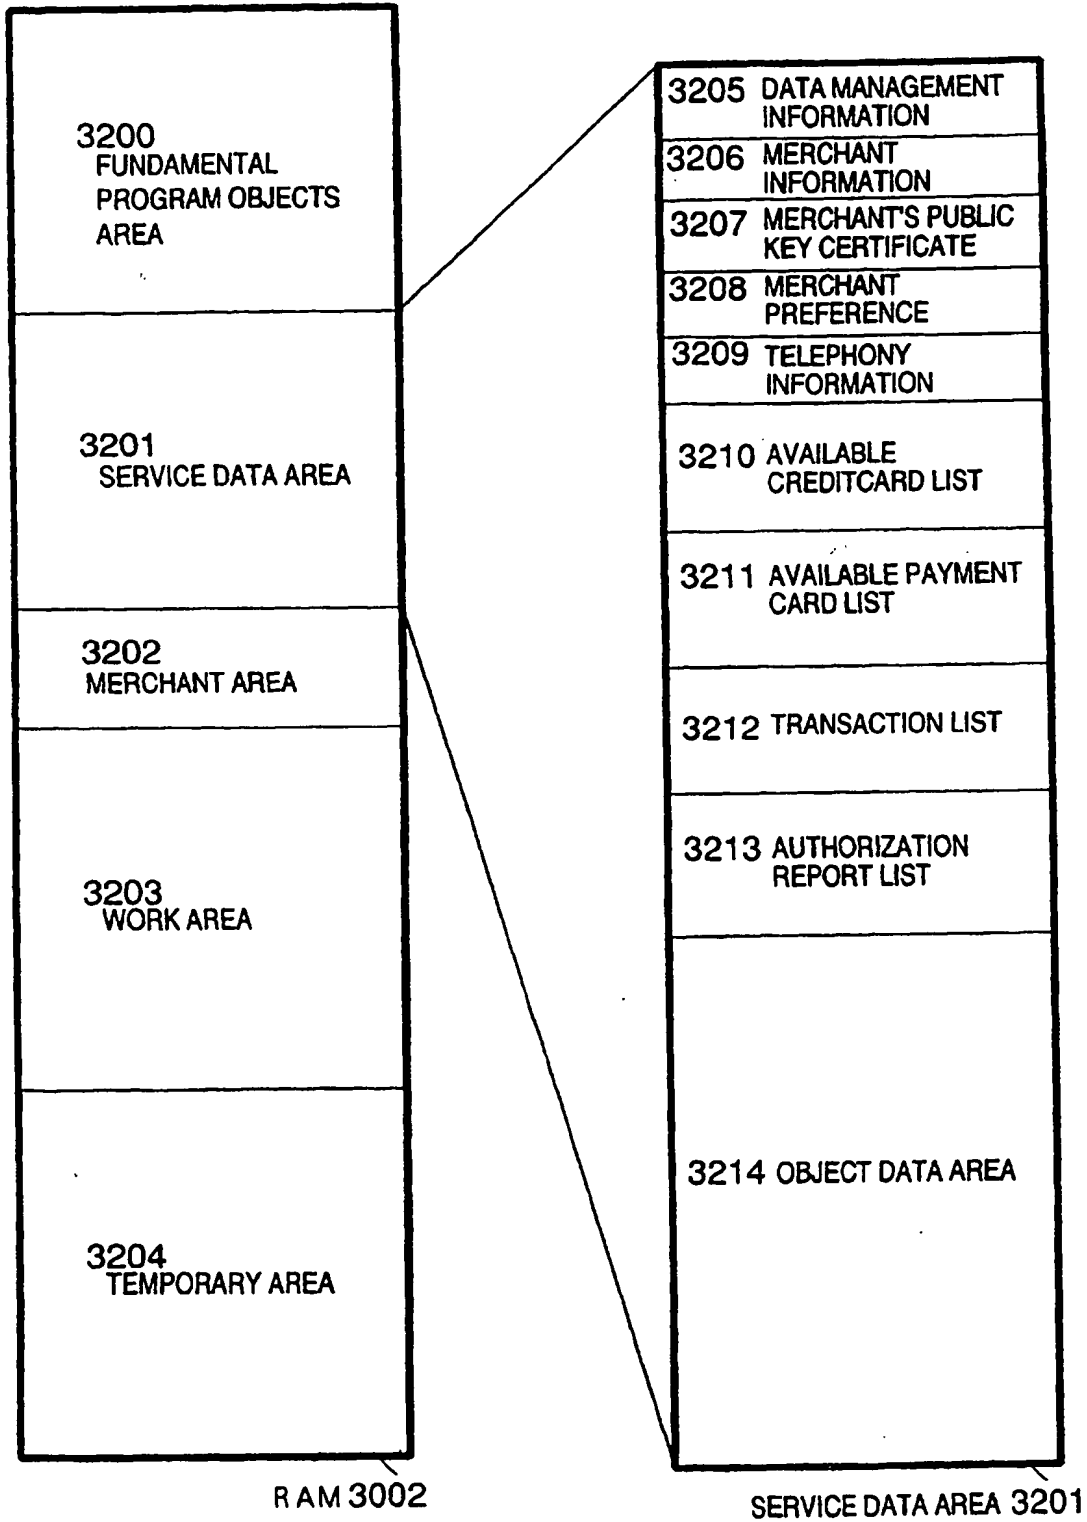 3200
FUNDAMENTAL
PROGRAM OBJECTS
AREA
3201
SERVICE DATA AREA
3202
MERCHANT AREA
3203
WORK AREA
3204
TEMPORARY AREA
RAM 3002
3205 DATA MANAGEMENT
INFORMATION
3206 MERCHANT
INFORMATION
3207 MERCHANT'S PUBLIC
KEY CERTIFICATE
3208 MERCHANT
PREFERENCE
3209 TELEPHONY
INFORMATION
3210 AVAILABLE
CREDITCARD LIST
3211 AVAILABLE PAYMENT
CARD LIST
3212 TRANSACTION LIST
3213 AUTHORIZATION
REPORT LIST
3214 OBJECT DATA AREA
SERVICE DATA AREA 3201